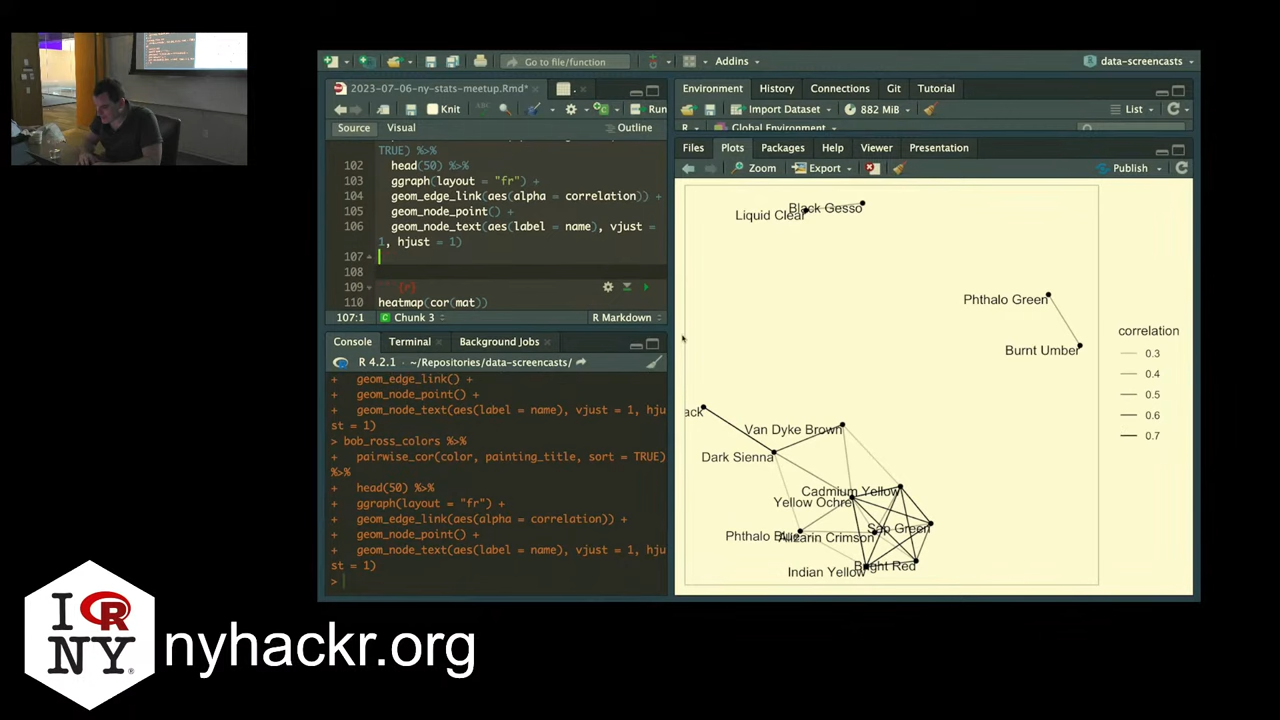 Go to file/function
Addins
data-screencasts
2023-07-06-ny-stats-meetup.Rmd*
Knit
ABC
Run
Source
Visual
Outline
TRUE) %>%
102 head(50) %>%
103 ggraph(layout = "fr") +
104 geom_edge_link(aes(alpha = correlation)) +
105 geom_node_point() +
106 geom_node_text(aes(label = name), vjust =
1, hjust = 1)
107
108
109 {r}
110 heatmap(cor(mat))
107:1
Chunk 3
R Markdown
Console
Terminal
Background Jobs
R 4.2.1 · ~/Repositories/data-screencasts/
+ geom_edge_link() +
+ geom_node_point() +
+ geom_node_text(aes(label = name), vjust = 1, hju
st = 1)
> bob_ross_colors %>%
+ pairwise_cor(color, painting_title, sort = TRUE)
%>%
+ head(50) %>%
+ ggraph(layout = "fr") +
+ geom_edge_link(aes(alpha = correlation)) +
+ geom_node_point() +
+ geom_node_text(aes(label = name), vjust = 1, hju
st = 1)
>
Environment
History
Connections
Git
Tutorial
Import Dataset
882 MiB
List
R
Global Environment
Files
Plots
Packages
Help
Viewer
Presentation
Zoom
Export
Publish
Black Gesso
Liquid Clear
Phthalo Green
Burnt Umber
ack
Van Dyke Brown
Dark Sienna
Cadmium Yellow
Yellow Ochre
Sap Green
Phthalo Blue
Alizarin Crimson
Indian Yellow
Bright Red
correlation
0.3
0.4
0.5
0.6
0.7
I R
NY
®
nyhackr.org